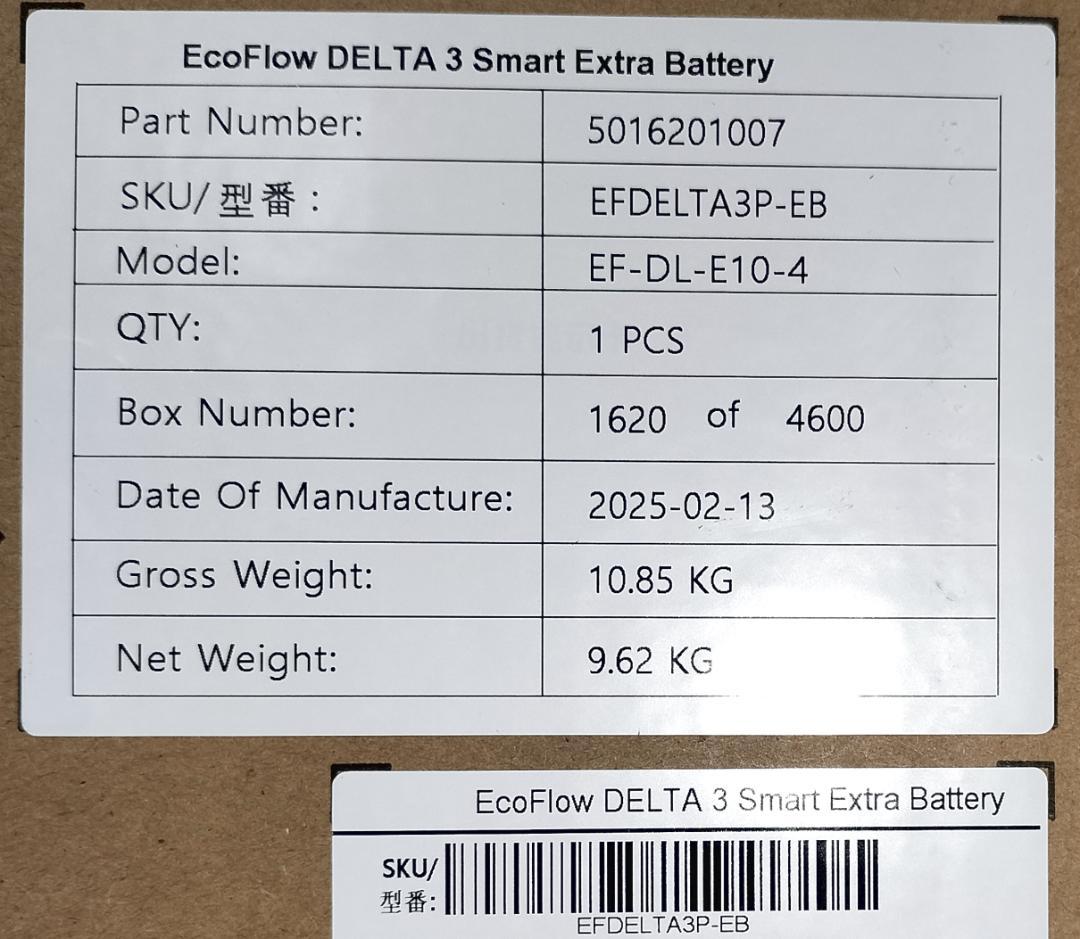 EcoFlow DELTA 3 Smart Extra Battery
Part Number: 5016201007
SKU/型番: EFDELTA3P-EB
Model: EF-DL-E10-4
QTY: 1 PCS
Box Number: 1620 of 4600
Date Of Manufacture: 2025-02-13
Gross Weight: 10.85 KG
Net Weight: 9.62 KG
EcoFlow DELTA 3 Smart Extra Battery
SKU/
型番:
EFDELTA3P-EB